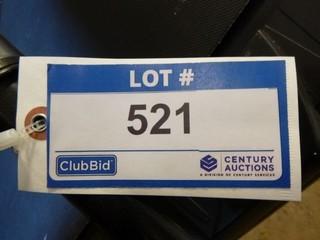 LOT #
521
ClubBid
CENTURY
AUCTIONS
A DIVISION OF CENTURY SERVICES